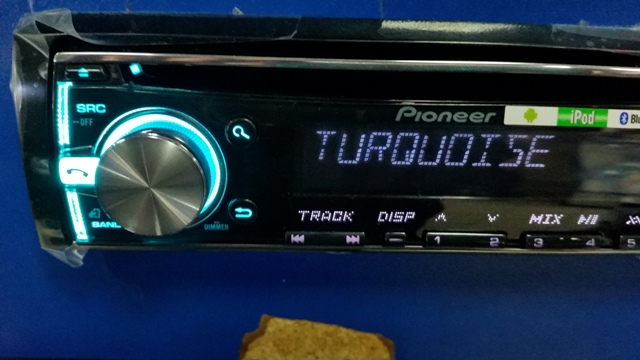 SRC
OFF
Pioneer
iPod
TURQUOISE
BAND
DIMMER
TRACK DISP MIX
1 2 3 4 5